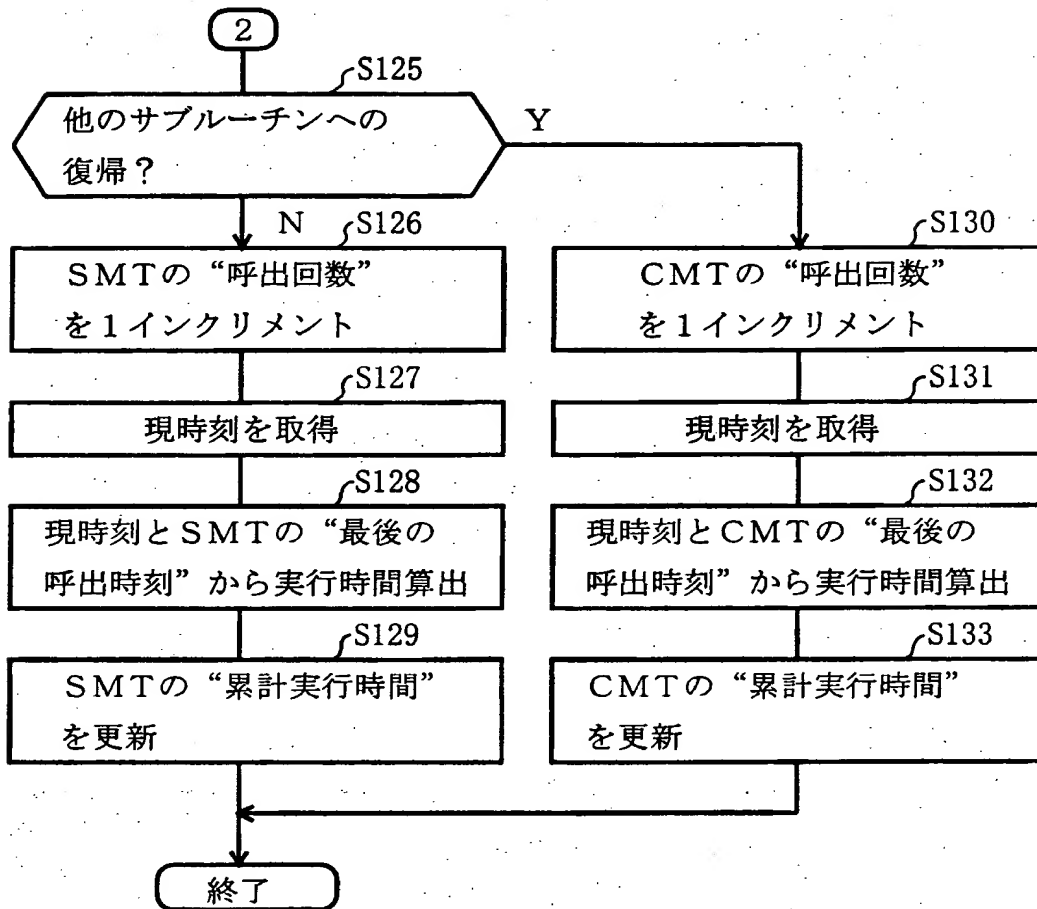 2
S125
他のサブルーチンへの
復帰？
Y
N
S126
SMTの“呼出回数”
を1インクリメント
S127
現時刻を取得
S128
現時刻とSMTの“最後の
呼出時刻”から実行時間算出
S129
SMTの“累計実行時間”
を更新
S130
CMTの“呼出回数”
を1インクリメント
S131
現時刻を取得
S132
現時刻とCMTの“最後の
呼出時刻”から実行時間算出
S133
CMTの“累計実行時間”
を更新
終了